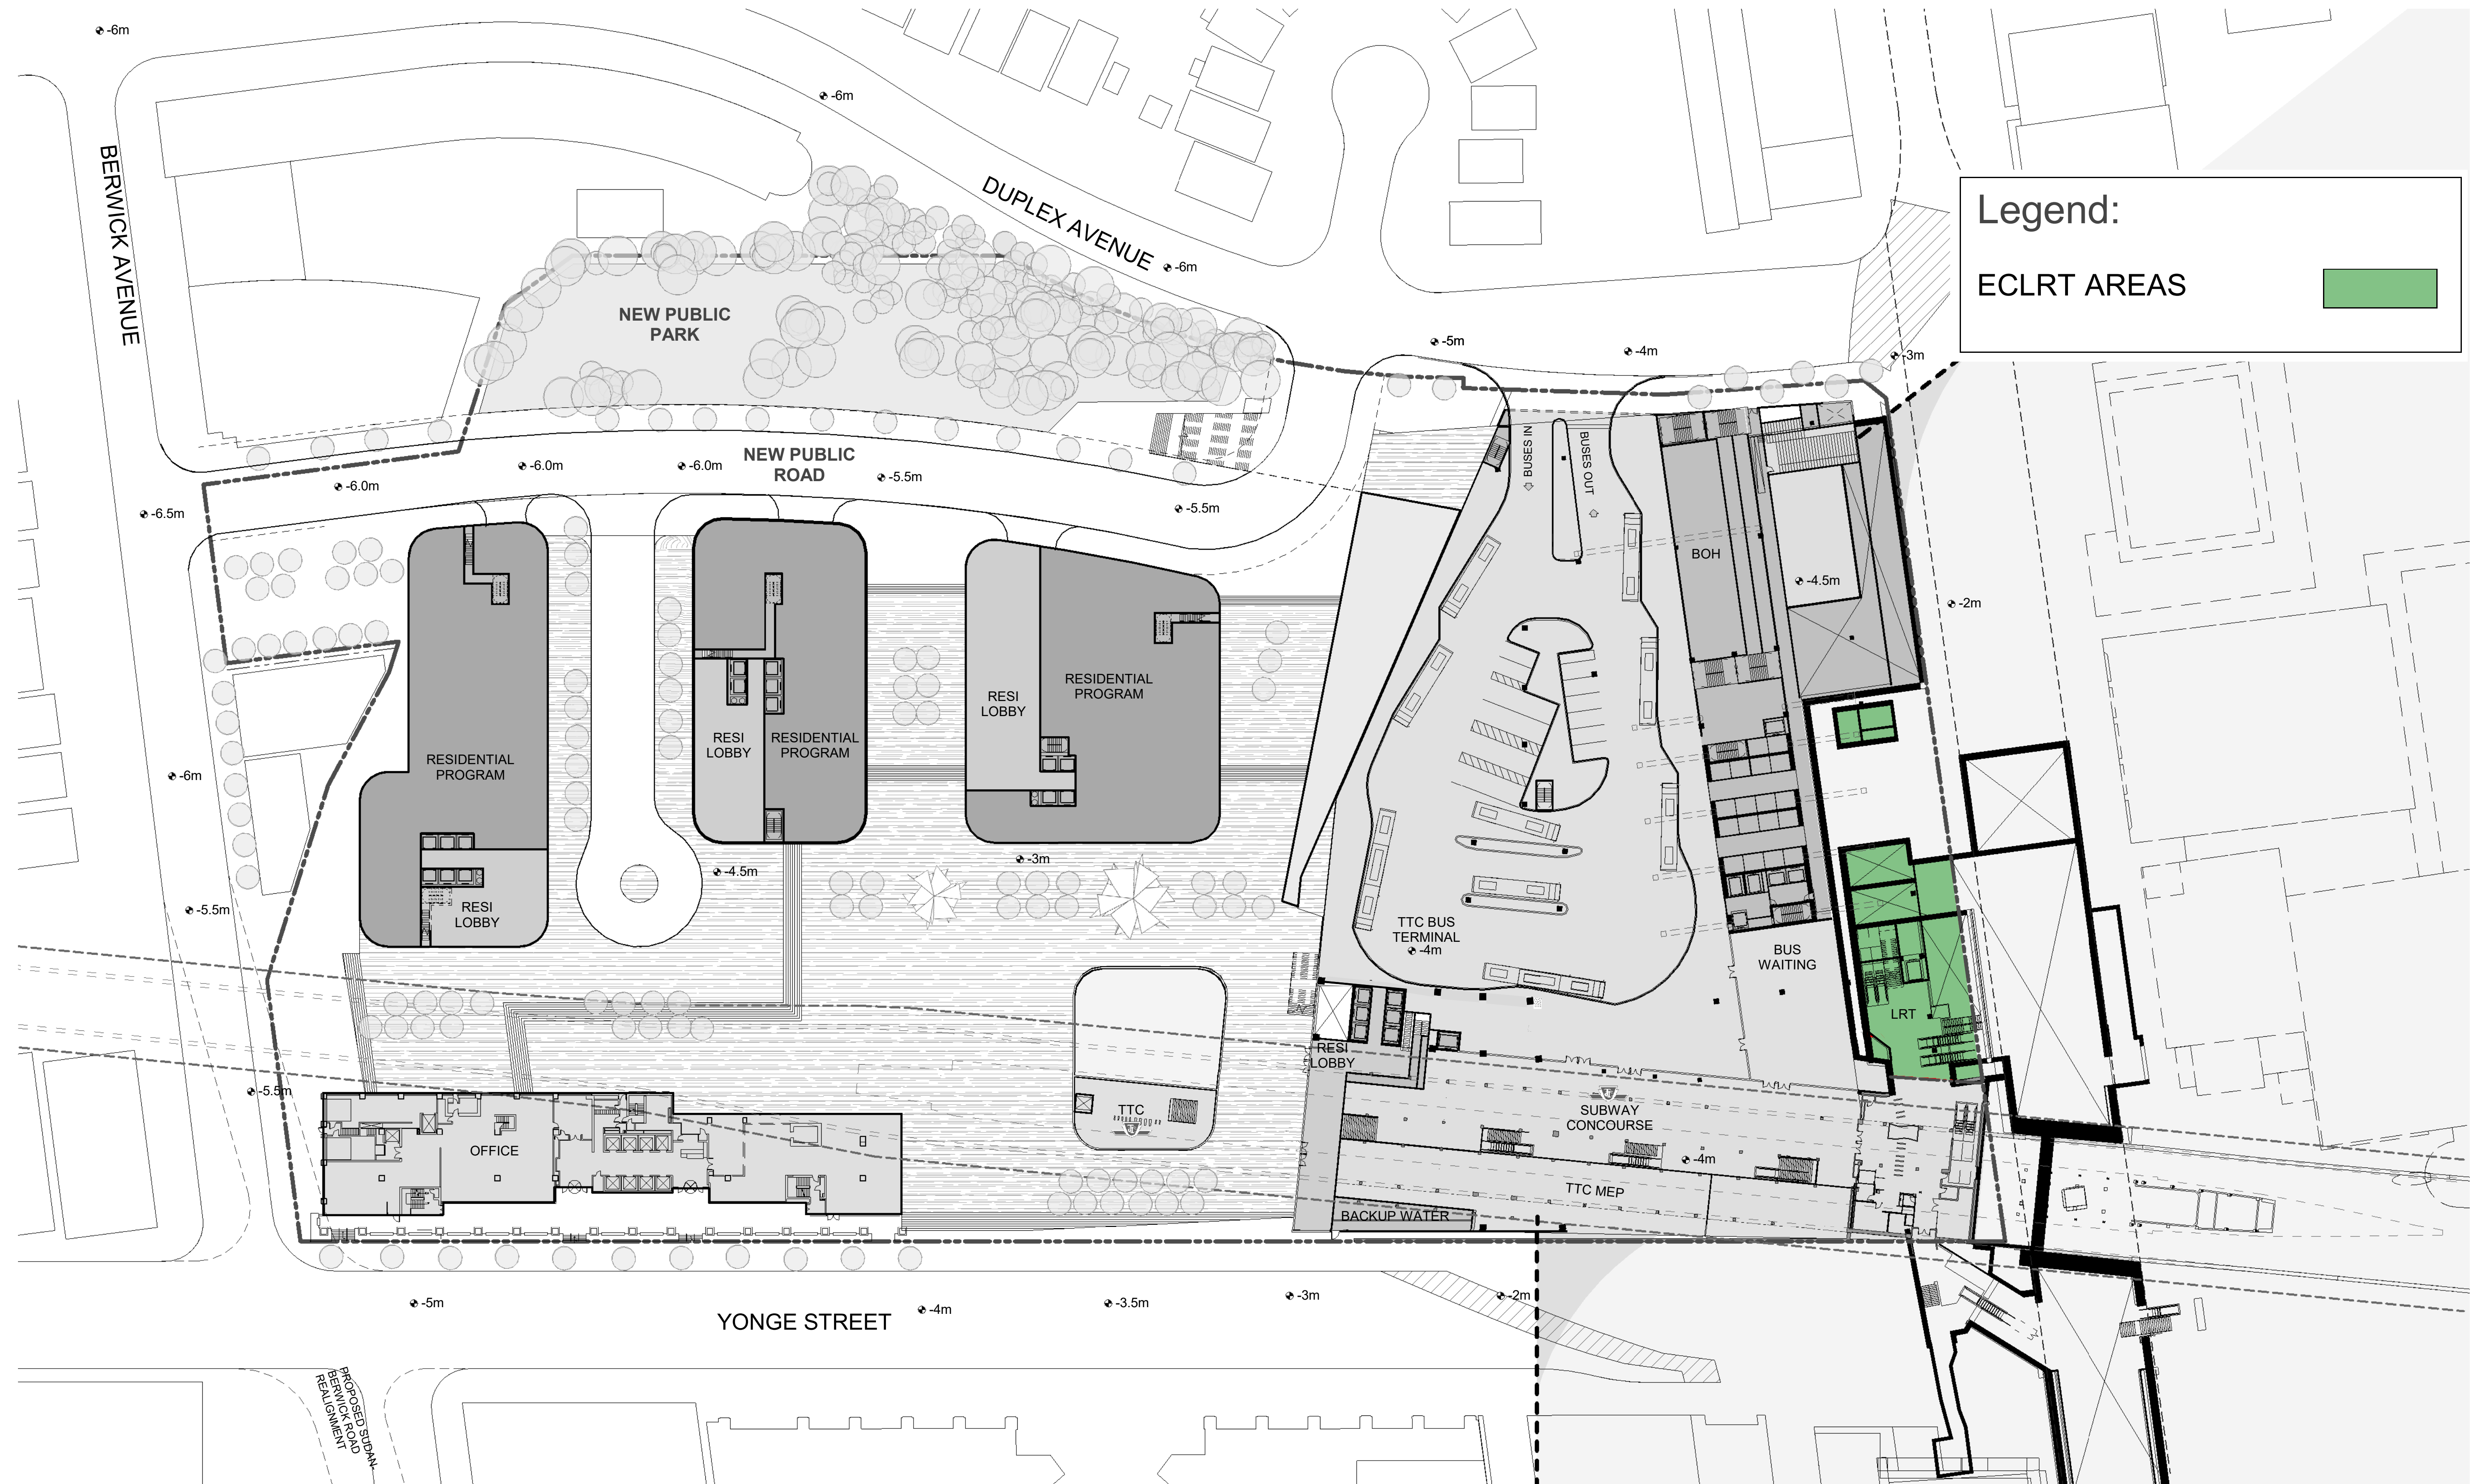 -6m
-6m
BERWICK AVENUE
DUPLEX AVENUE
-6m
Legend:
ECLRT AREAS
NEW PUBLIC
PARK
-5m
-4m
-3m
NEW PUBLIC
ROAD
-6.0m
-6.0m
-6.0m
-5.5m
-5.5m
-6.5m
BUSES IN
BUSES OUT
BOH
-4.5m
-2m
RESIDENTIAL
PROGRAM
RESI
LOBBY
RESIDENTIAL
PROGRAM
RESI
LOBBY
RESIDENTIAL
PROGRAM
-6m
-3m
-4.5m
RESI
LOBBY
-5.5m
TTC BUS
TERMINAL
-4m
BUS
WAITING
LRT
RESI
LOBBY
-5.5m
OFFICE
TTC
SUBWAY
CONCOURSE
-4m
TTC MEP
BACKUP WATER
-5m
YONGE STREET
-4m
-3.5m
-3m
-2m
PROPOSED SUDAN-
BERWICK ROAD
REALIGNMENT